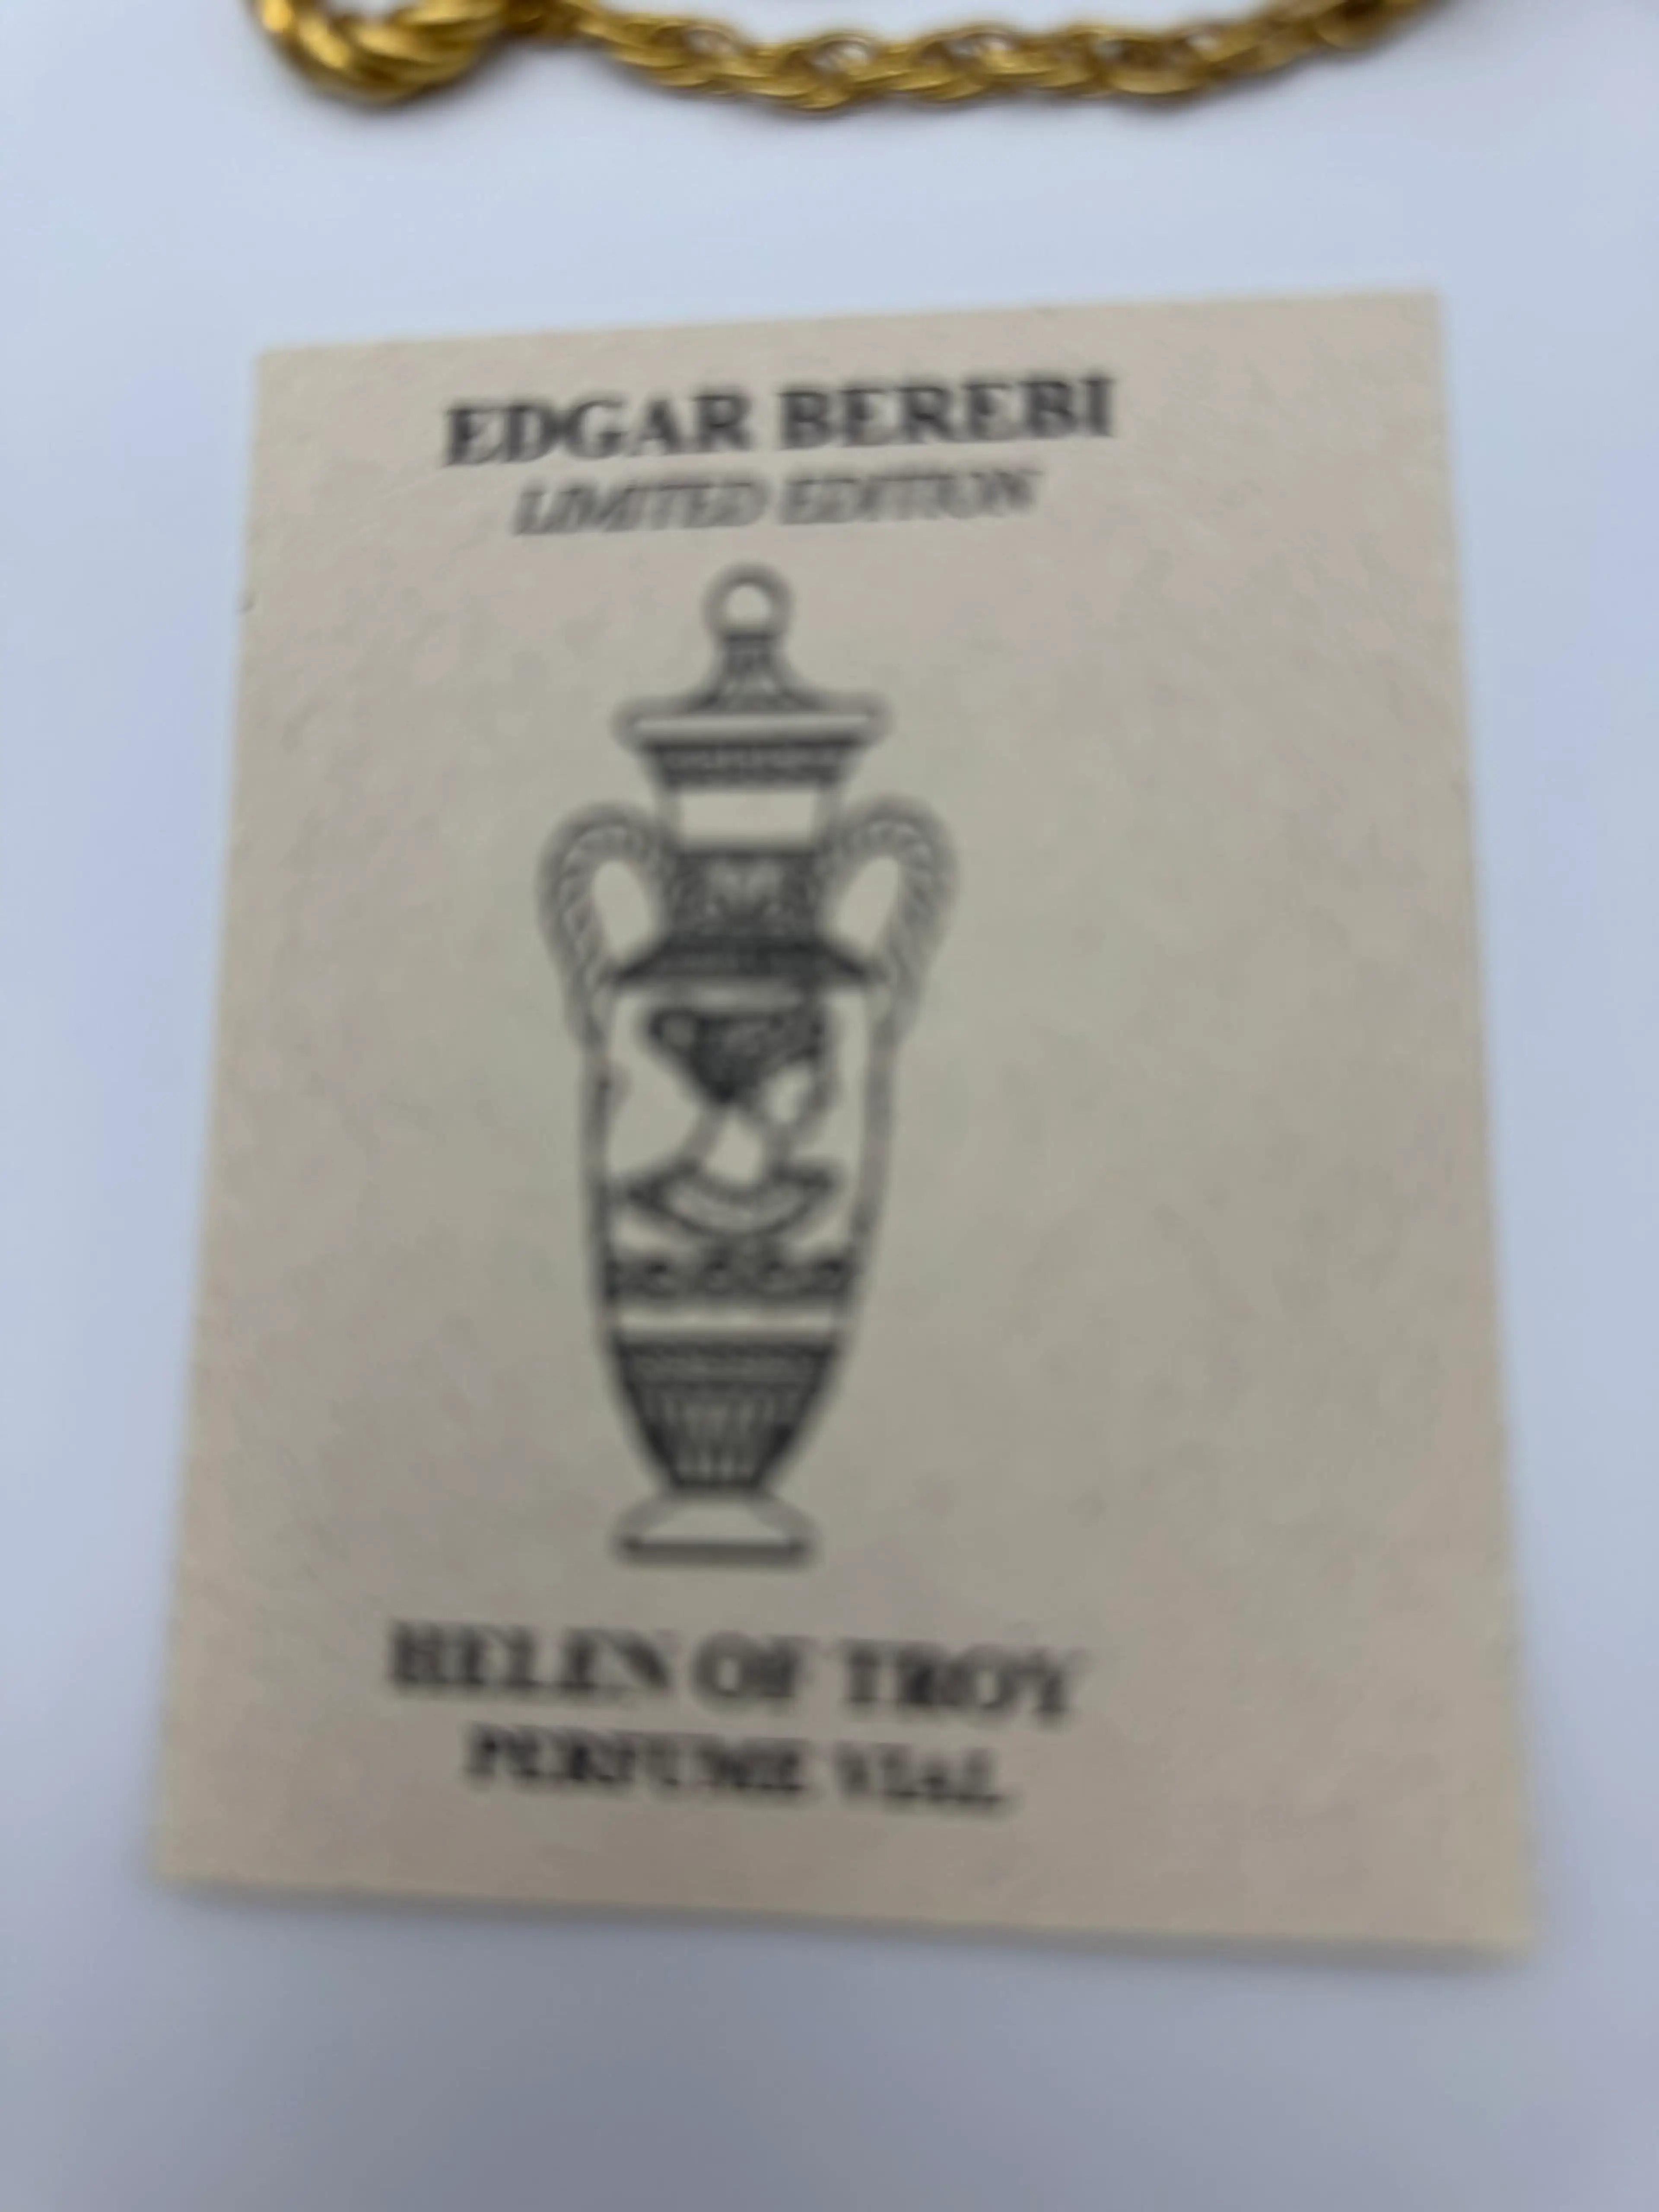 EDGAR BEREBI
LIMITED EDITION
HELEN OF TROY
PERFUME VIAL